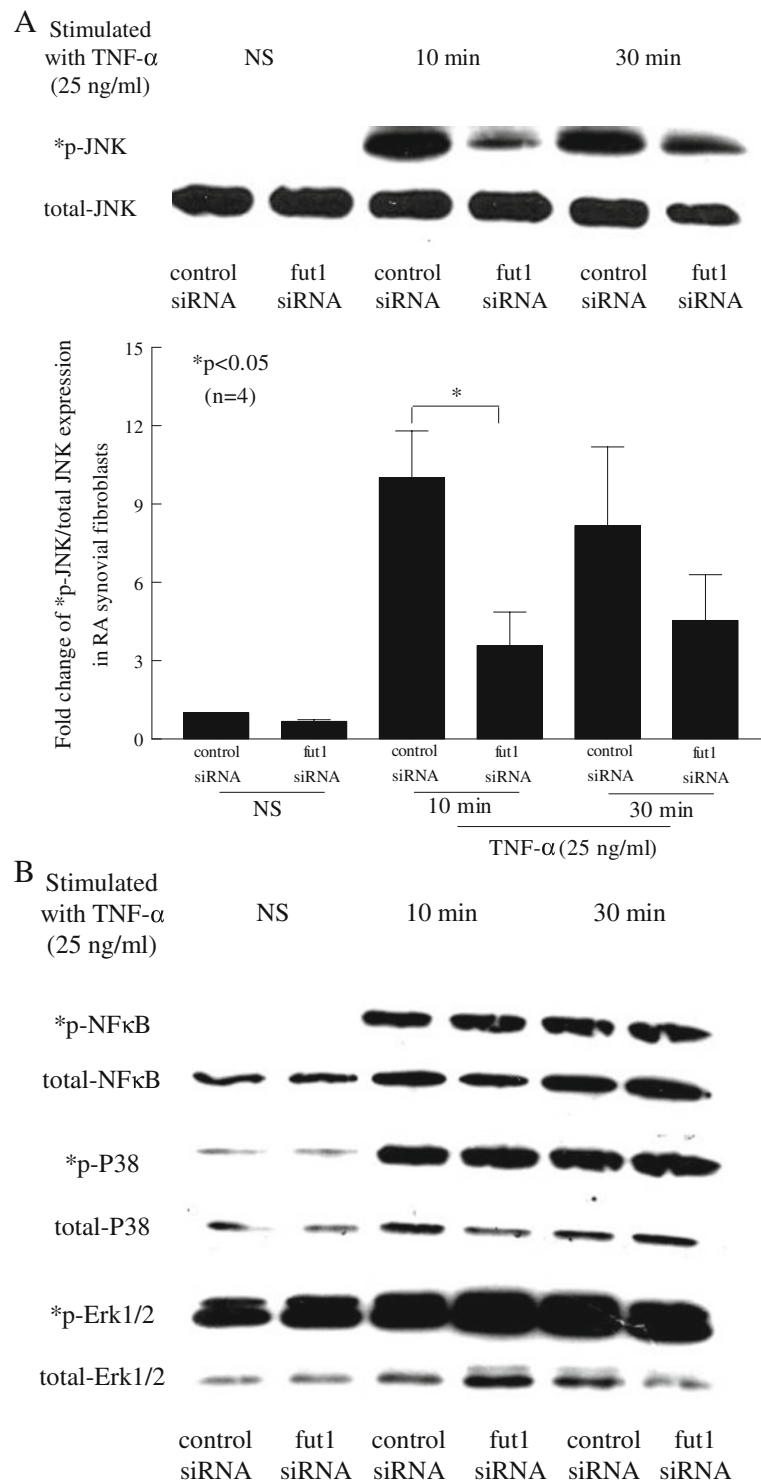 A
Stimulated
with TNF-α
(25 ng/ml)
NS
10 min
30 min
*p-JNK
total-JNK
control
siRNA
fut1
siRNA
control
siRNA
fut1
siRNA
control
siRNA
fut1
siRNA
Fold change of *p-JNK/total JNK expression
in RA synovial fibroblasts
15
12
9
6
3
0
*p<0.05
(n=4)
*
control
siRNA
fut1
siRNA
control
siRNA
fut1
siRNA
control
siRNA
fut1
siRNA
NS
10 min
30 min
TNF-α (25 ng/ml)
B
Stimulated
with TNF-α
(25 ng/ml)
NS
10 min
30 min
*p-NFκB
total-NFκB
*p-P38
total-P38
*p-Erk1/2
total-Erk1/2
control
siRNA
fut1
siRNA
control
siRNA
fut1
siRNA
control
siRNA
fut1
siRNA